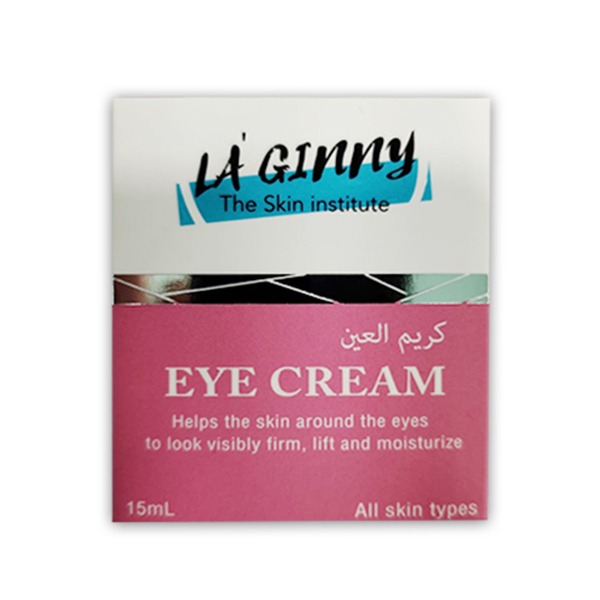 LA' GINNY
The Skin institute
كريم العين
EYE CREAM
Helps the skin around the eyes
to look visibly firm, lift and moisturize
15mL
All skin types